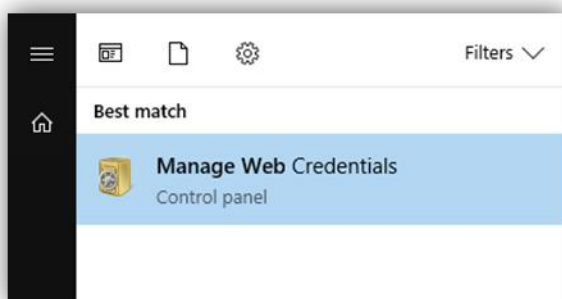 Filters
Best match
Manage Web Credentials
Control panel